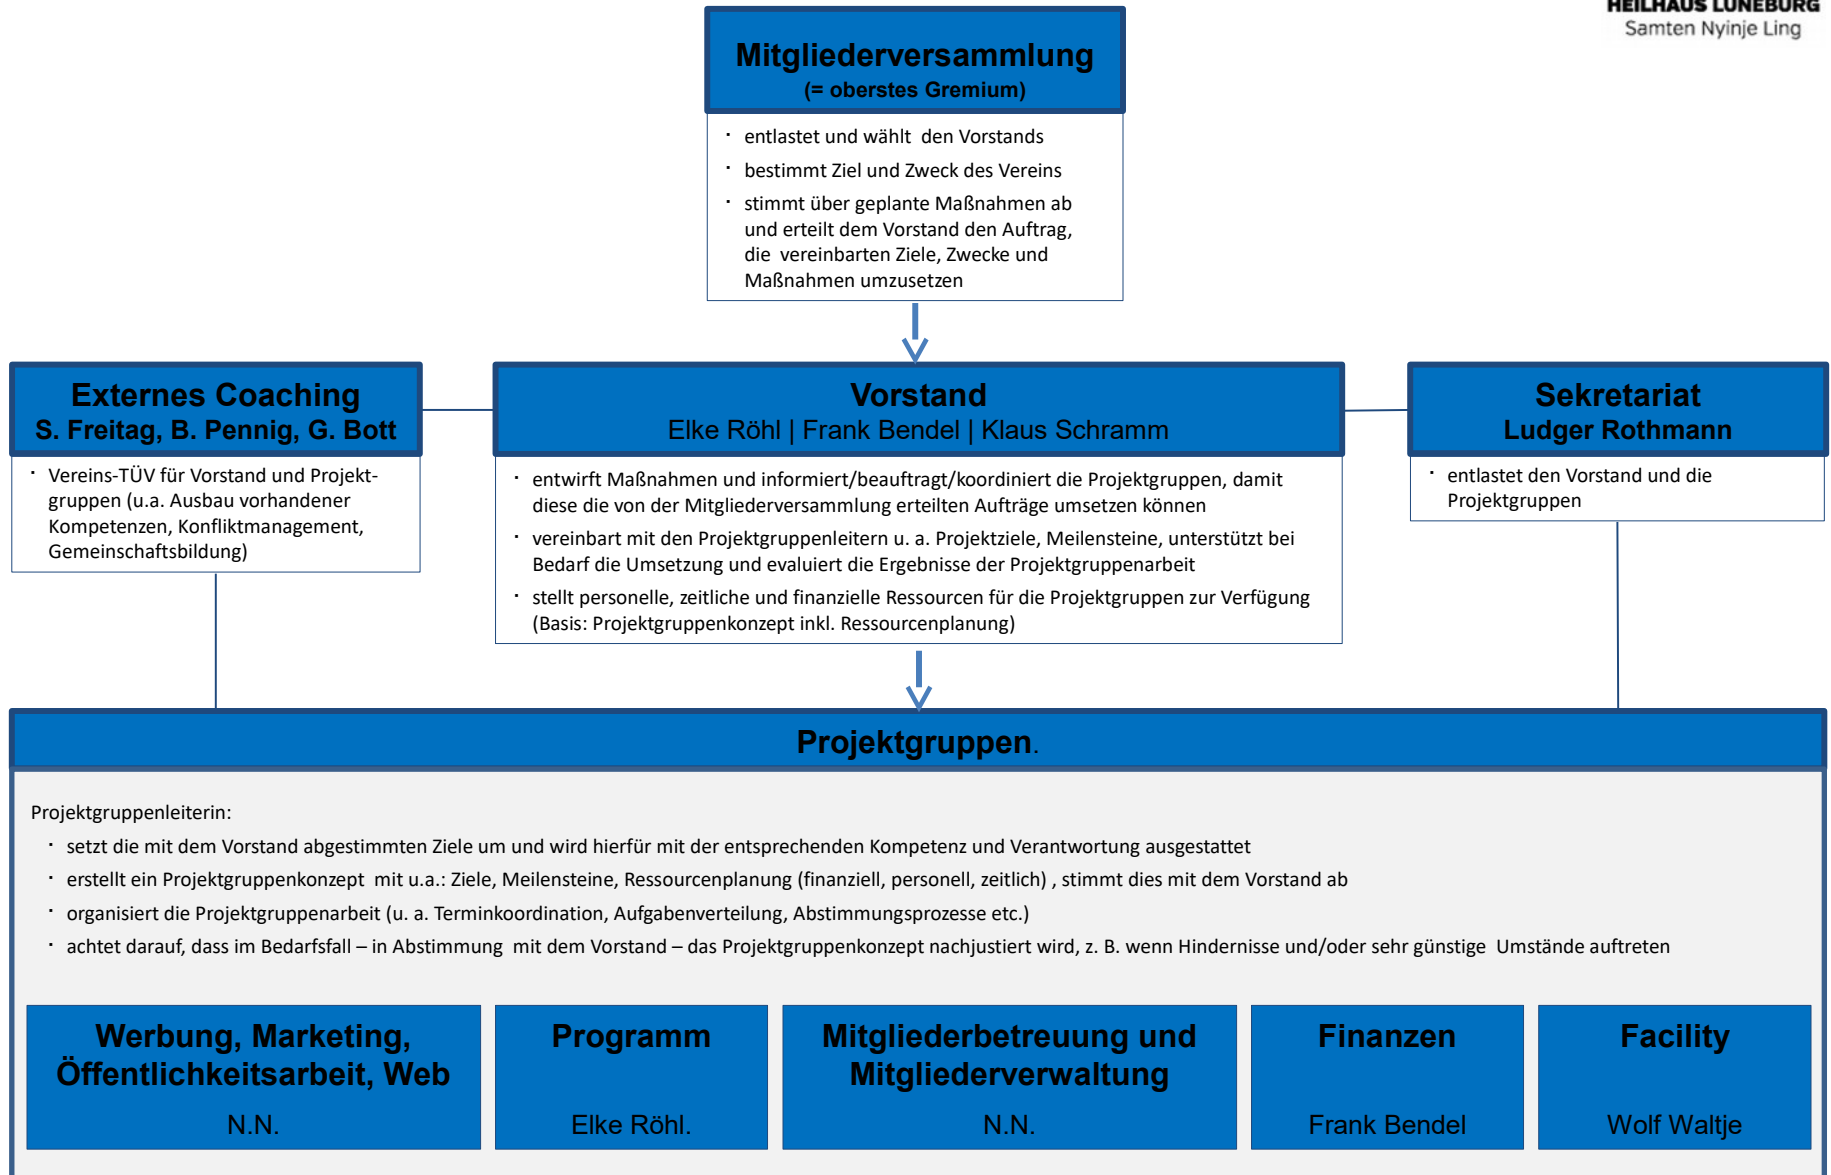 HEILHAUS LÜNEBURG
Samten Nyinje Ling
Mitgliederversammlung
(= oberstes Gremium)
· entlastet und wählt den Vorstands
· bestimmt Ziel und Zweck des Vereins
· stimmt über geplante Maßnahmen ab
und erteilt dem Vorstand den Auftrag,
die vereinbarten Ziele, Zwecke und
Maßnahmen umzusetzen
Externes Coaching
S. Freitag, B. Pennig, G. Bott
· Vereins-TÜV für Vorstand und Projekt-
gruppen (u.a. Ausbau vorhandener
Kompetenzen, Konfliktmanagement,
Gemeinschaftsbildung)
Vorstand
Elke Röhl | Frank Bendel | Klaus Schramm
· entwirft Maßnahmen und informiert/beauftragt/koordiniert die Projektgruppen, damit
diese die von der Mitgliederversammlung erteilten Aufträge umsetzen können
· vereinbart mit den Projektgruppenleitern u. a. Projektziele, Meilensteine, unterstützt bei
Bedarf die Umsetzung und evaluiert die Ergebnisse der Projektgruppenarbeit
· stellt personelle, zeitliche und finanzielle Ressourcen für die Projektgruppen zur Verfügung
(Basis: Projektgruppenkonzept inkl. Ressourcenplanung)
Sekretariat
Ludger Rothmann
· entlastet den Vorstand und die
Projektgruppen
Projektgruppen.
Projektgruppenleiterin:
· setzt die mit dem Vorstand abgestimmten Ziele um und wird hierfür mit der entsprechenden Kompetenz und Verantwortung ausgestattet
· erstellt ein Projektgruppenkonzept mit u.a.: Ziele, Meilensteine, Ressourcenplanung (finanziell, personell, zeitlich) , stimmt dies mit dem Vorstand ab
· organisiert die Projektgruppenarbeit (u. a. Terminkoordination, Aufgabenverteilung, Abstimmungsprozesse etc.)
· achtet darauf, dass im Bedarfsfall – in Abstimmung mit dem Vorstand – das Projektgruppenkonzept nachjustiert wird, z. B. wenn Hindernisse und/oder sehr günstige Umstände auftreten
Werbung, Marketing,
Öffentlichkeitsarbeit, Web
N.N.
Programm
Elke Röhl.
Mitgliederbetreuung und
Mitgliederverwaltung
N.N.
Finanzen
Frank Bendel
Facility
Wolf Waltje